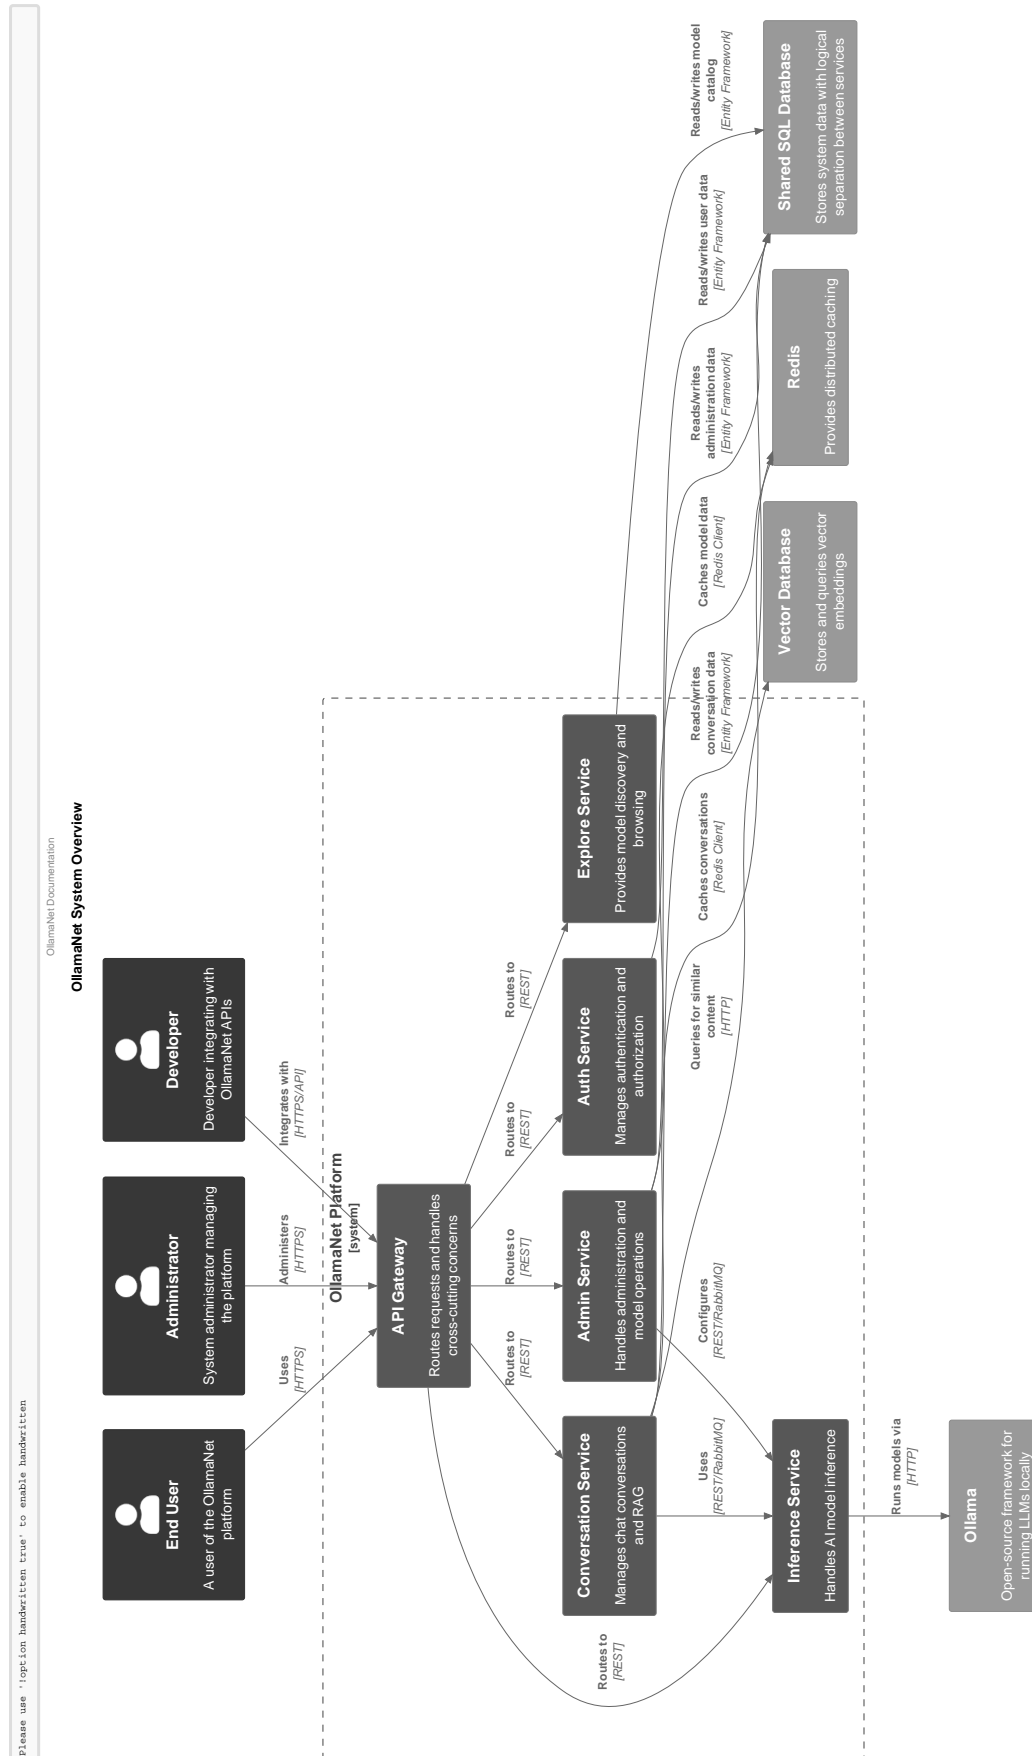 Please use '!option handwritten true' to enable handwritten
OllamaNet Documentation
OllamaNet System Overview
End User
A user of the OllamaNet
platform
Administrator
System administrator managing
the platform
Developer
Developer integrating with
OllamaNet APIs
Uses
[HTTPS]
Administers
[HTTPS]
Integrates with
[HTTPS/API]
OllamaNet Platform
[system]
API Gateway
Routes requests and handles
cross-cutting concerns
Routes to
[REST]
Routes to
[REST]
Routes to
[REST]
Routes to
[REST]
Routes to
[REST]
Conversation Service
Manages chat conversations
and RAG
Admin Service
Handles administration and
model operations
Auth Service
Manages authentication and
authorization
Explore Service
Provides model discovery and
browsing
Uses
[REST/RabbitMQ]
Configures
[REST/RabbitMQ]
Queries for similar
content
[HTTP]
Caches conversations
[Redis Client]
Reads/writes
conversation data
[Entity Framework]
Caches model data
[Redis Client]
Reads/writes
administration data
[Entity Framework]
Reads/writes user data
[Entity Framework]
Reads/writes model
catalog
[Entity Framework]
Inference Service
Handles AI model inference
Vector Database
Stores and queries vector
embeddings
Redis
Provides distributed caching
Shared SQL Database
Stores system data with logical
separation between services
Runs models via
[HTTP]
Ollama
Open-source framework for
running LLMs locally